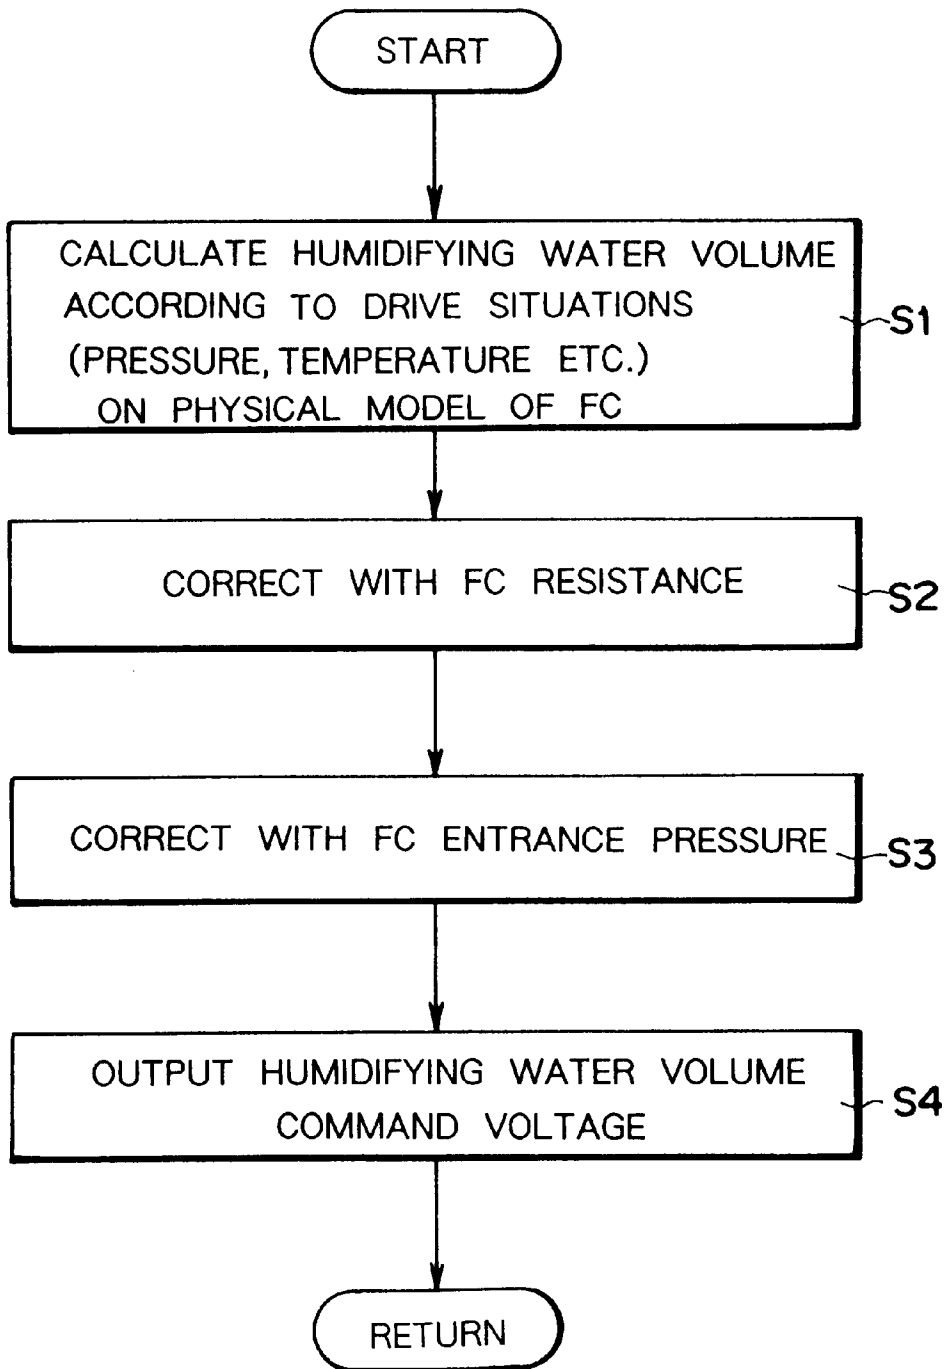 START
CALCULATE HUMIDIFYING WATER VOLUME
ACCORDING TO DRIVE SITUATIONS
(PRESSURE, TEMPERATURE ETC.)
ON PHYSICAL MODEL OF FC
S1
CORRECT WITH FC RESISTANCE
S2
CORRECT WITH FC ENTRANCE PRESSURE
S3
OUTPUT HUMIDIFYING WATER VOLUME
COMMAND VOLTAGE
S4
RETURN